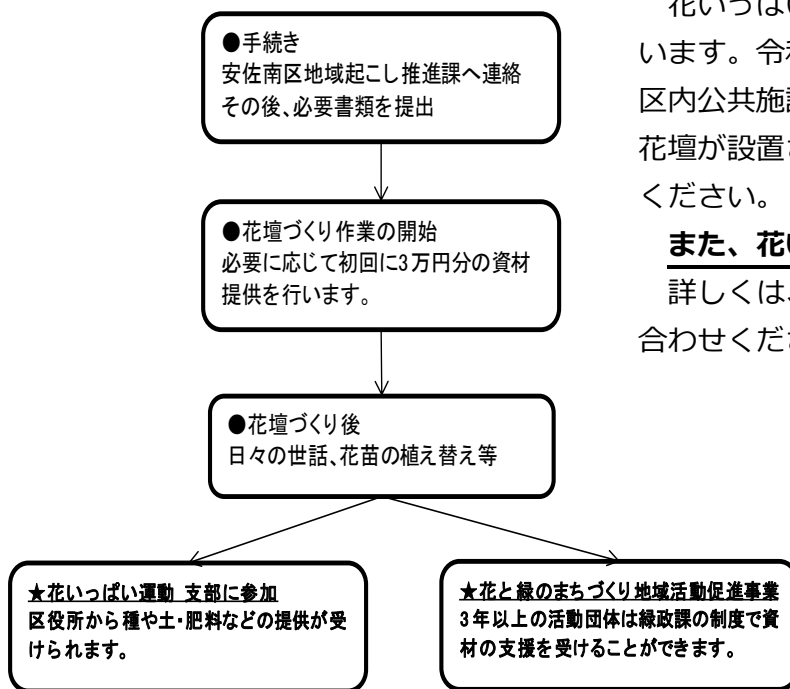 ●手続き
安佐南区地域起こし推進課へ連絡
その後、必要書類を提出
●花壇づくり作業の開始
必要に応じて初回に3万円分の資材
提供を行います。
●花壇づくり後
日々の世話、花苗の植え替え等
★花いっぱい運動 支部に参加
区役所から種や土・肥料などの提供が受
けられます。
★花と緑のまちづくり地域活動促進事業
3年以上の活動団体は緑政課の制度で資
材の支援を受けることができます。
花いっぱい
います。令和
区内公共施設
花壇が設置さ
ください。
また、花い
詳しくは、
合わせくださ